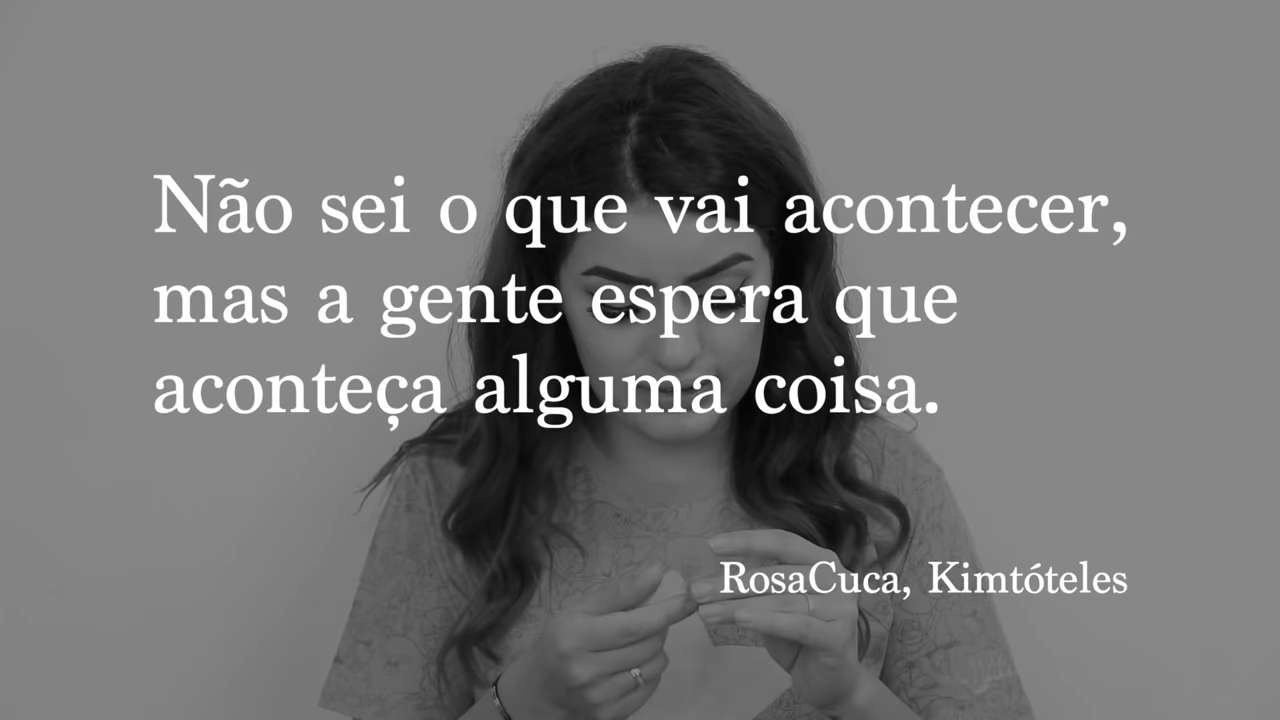 Não sei o que vai acontecer,
mas a gente espera que
aconteça alguma coisa.
RosaCuca, Kimtóteles